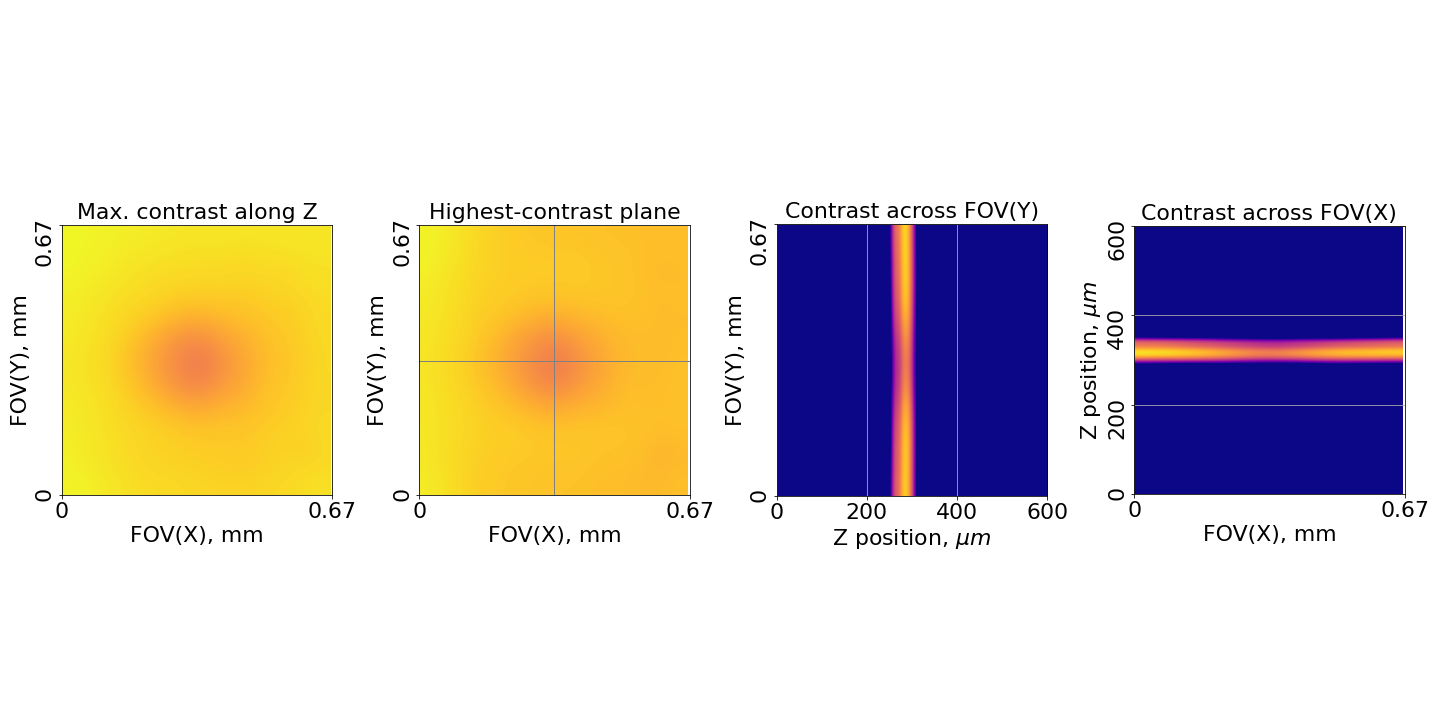 Max. contrast along Z
0.67
0
FOV(Y), mm
0
0.67
FOV(X), mm
Highest-contrast plane
0.67
0
FOV(Y), mm
0
0.67
FOV(X), mm
Contrast across FOV(Y)
0.67
0
FOV(Y), mm
0
200
400
600
Z position, μm
Contrast across FOV(X)
600
400
200
0
Z position, μm
0
0.67
FOV(X), mm